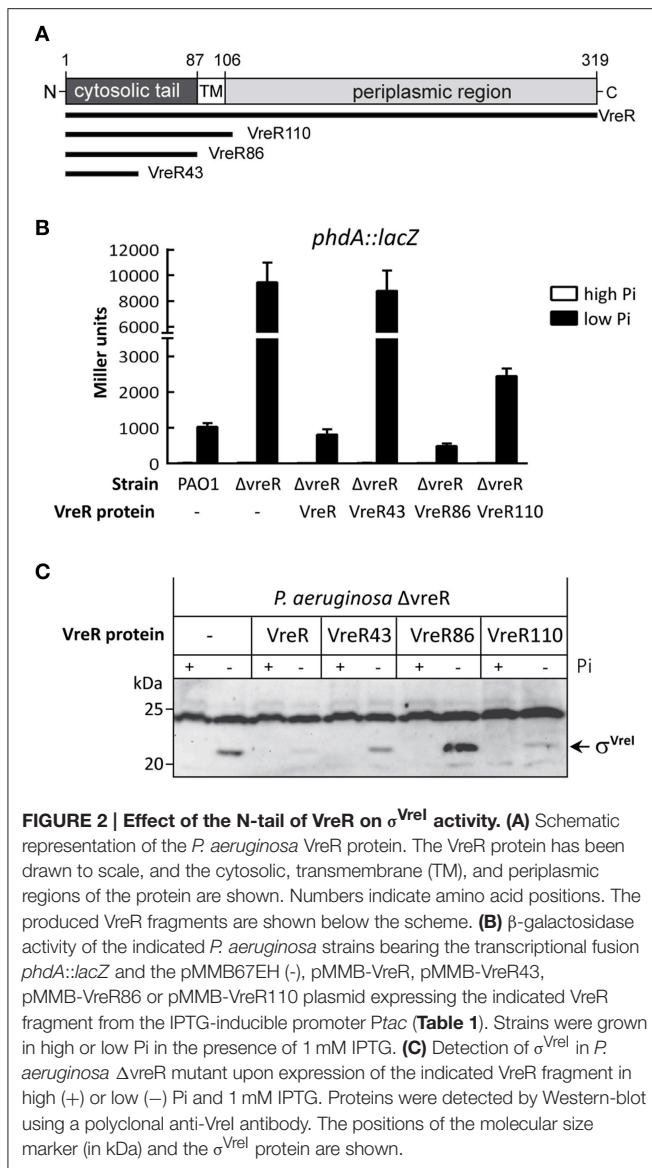 A
1 87 106 319
N cytosolic tail TM periplasmic region C
VreR
VreR110
VreR86
VreR43
B
phdA::lacZ
12000
10000
8000
6000
3000
2000
1000
0
Miller units
high Pi
low Pi
Strain PAO1 ΔvreR ΔvreR ΔvreR ΔvreR ΔvreR
VreR protein - - VreR VreR43 VreR86 VreR110
C
P. aeruginosa ΔvreR
VreR protein - VreR VreR43 VreR86 VreR110
+ - + - + - + - + - Pi
kDa
25
20
σVreI
FIGURE 2 | Effect of the N-tail of VreR on σVreI activity. (A) Schematic
representation of the P. aeruginosa VreR protein. The VreR protein has been
drawn to scale, and the cytosolic, transmembrane (TM), and periplasmic
regions of the protein are shown. Numbers indicate amino acid positions. The
produced VreR fragments are shown below the scheme. (B) β-galactosidase
activity of the indicated P. aeruginosa strains bearing the transcriptional fusion
phdA::lacZ and the pMMB67EH (-), pMMB-VreR, pMMB-VreR43,
pMMB-VreR86 or pMMB-VreR110 plasmid expressing the indicated VreR
fragment from the IPTG-inducible promoter Ptac (Table 1). Strains were grown
in high or low Pi in the presence of 1 mM IPTG. (C) Detection of σVreI in P.
aeruginosa ΔvreR mutant upon expression of the indicated VreR fragment in
high (+) or low (−) Pi and 1 mM IPTG. Proteins were detected by Western-blot
using a polyclonal anti-VreI antibody. The positions of the molecular size
marker (in kDa) and the σVreI protein are shown.